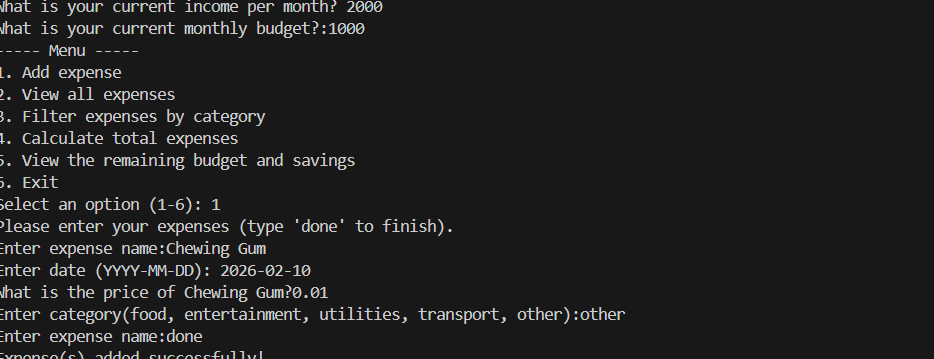 What is your current income per month? 2000
What is your current monthly budget?:1000
----- Menu -----
1. Add expense
2. View all expenses
3. Filter expenses by category
4. Calculate total expenses
5. View the remaining budget and savings
6. Exit
Select an option (1-6): 1
Please enter your expenses (type 'done' to finish).
Enter expense name:Chewing Gum
Enter date (YYYY-MM-DD): 2026-02-10
What is the price of Chewing Gum?0.01
Enter category(food, entertainment, utilities, transport, other):other
Enter expense name:done
Expense(s) added successfully!